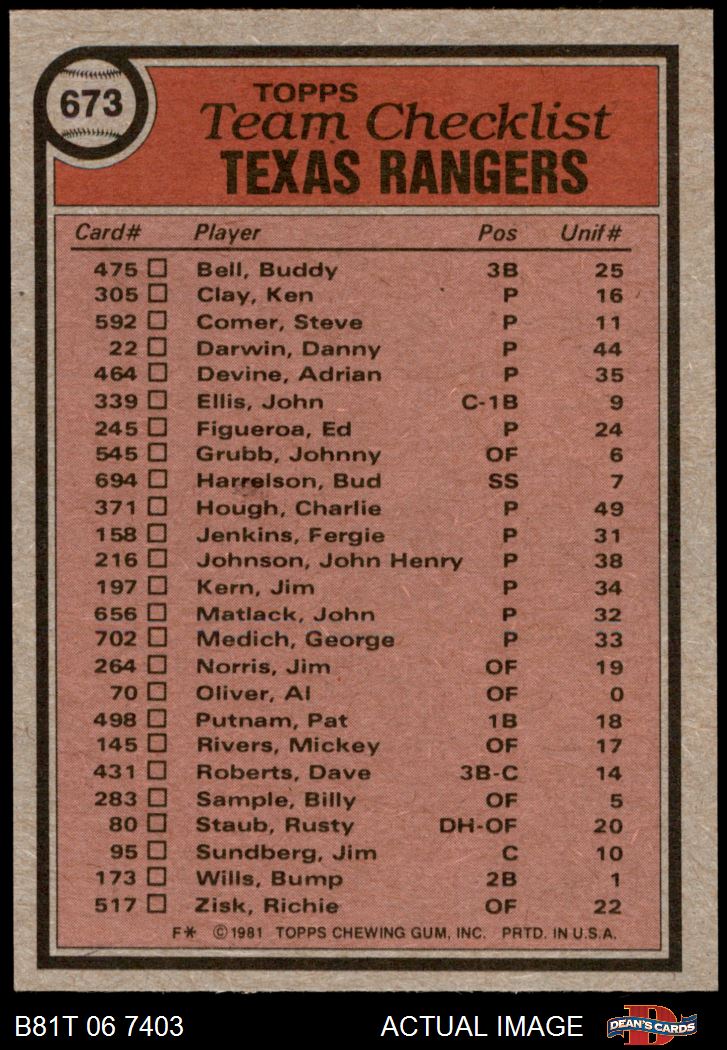 673
TOPPS
Team Checklist
TEXAS RANGERS
Card# Player Pos Unif#
475 Bell, Buddy 3B 25
305 Clay, Ken P 16
592 Comer, Steve P 11
22 Darwin, Danny P 44
464 Devine, Adrian P 35
339 Ellis, John C-1B 9
245 Figueroa, Ed P 24
545 Grubb, Johnny OF 6
694 Harrelson, Bud SS 7
371 Hough, Charlie P 49
158 Jenkins, Fergie P 31
216 Johnson, John Henry P 38
197 Kern, Jim P 34
656 Matlack, John P 32
702 Medich, George P 33
264 Norris, Jim OF 19
70 Oliver, Al OF 0
498 Putnam, Pat 1B 18
145 Rivers, Mickey OF 17
431 Roberts, Dave 3B-C 14
283 Sample, Billy OF 5
80 Staub, Rusty DH-OF 20
95 Sundberg, Jim C 10
173 Wills, Bump 2B 1
517 Zisk, Richie OF 22
F* ©1981 TOPPS CHEWING GUM, INC. PRTD. IN U.S.A.
B81T 06 7403 ACTUAL IMAGE D DEAN'S CARDS